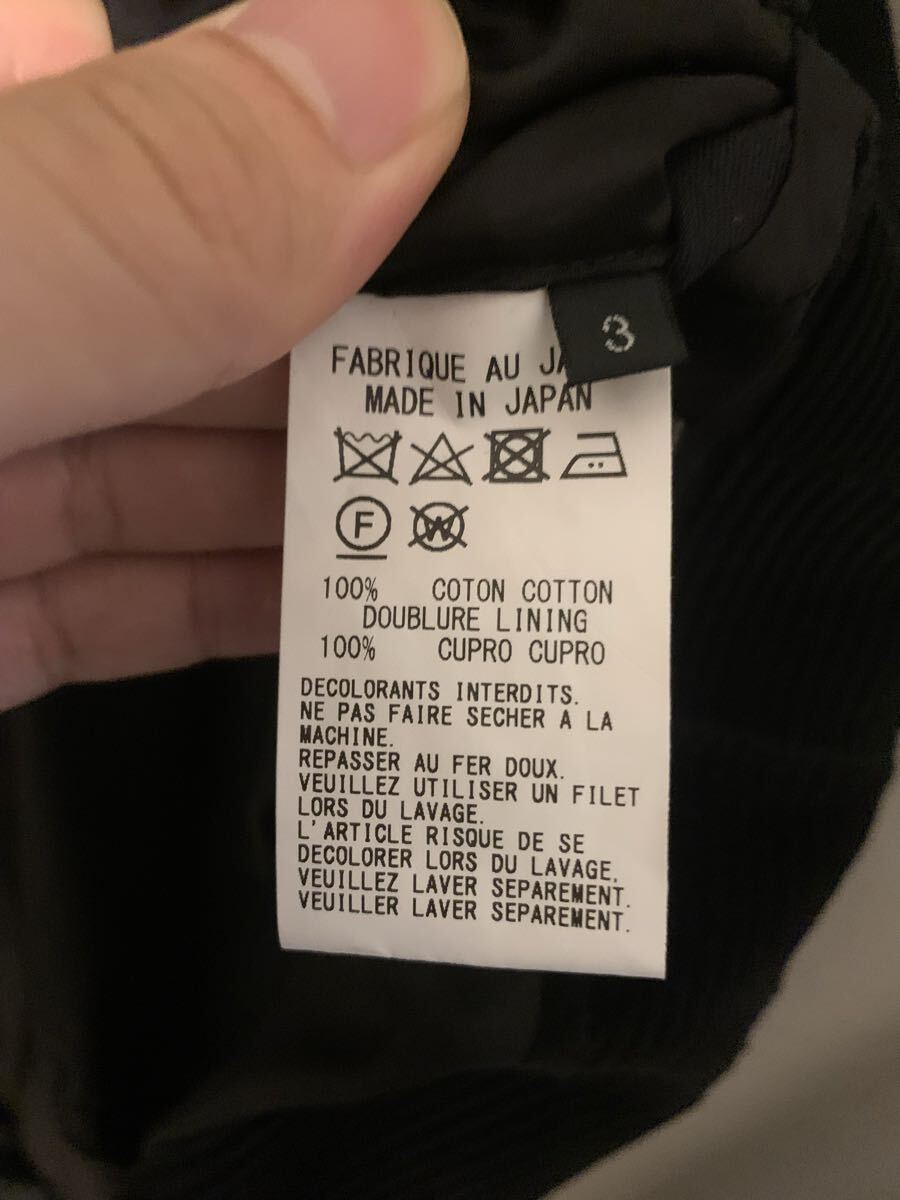 3
FABRIQUE AU
MADE IN JAPAN
F
W
100% COTON COTTON
DOUBLURE LINING
100% CUPRO CUPRO
DECOLORANTS INTERDITS.
NE PAS FAIRE SECHER A LA
MACHINE.
REPASSER AU FER DOUX.
VEUILLEZ UTILISER UN FILET
LORS DU LAVAGE.
L'ARTICLE RISQUE DE SE
DECOLORER LORS DU LAVAGE.
VEUILLEZ LAVER SEPAREMENT.
VEUILLER LAVER SEPAREMENT.